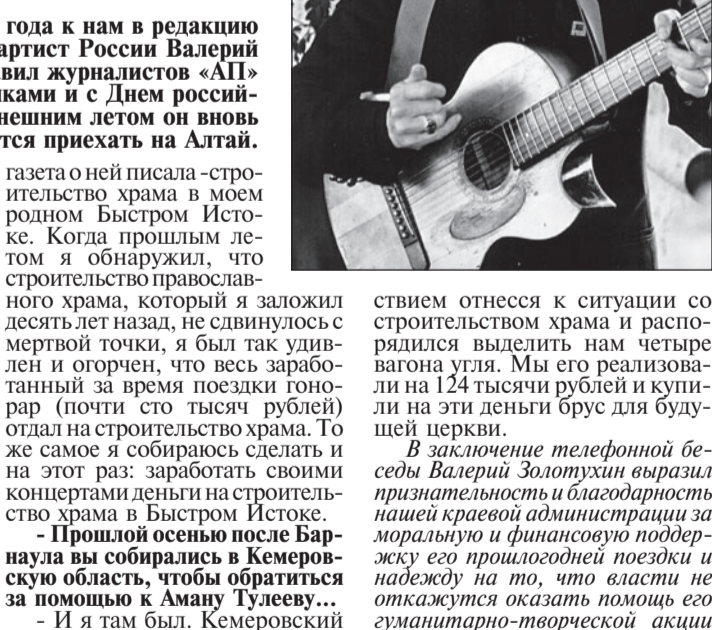 года к нам в редакцию
артист России Валерий
журналистов «АП»
и с Днем россий-
летом он вновь
приехать на Алтай.
газета о ней писала -стро-
ительство храма в моем
родном Быстром Исто-
ке. Когда прошлым ле-
том я обнаружил, что
строительство православ-
ного храма, который я заложил
десять лет назад, не сдвинулось с
мертвой точки, я был так удив-
лен и огорчен, что весь зарабо-
танный за время поездки гоно-
рар (почти сто тысяч рублей)
отдал на строительство храма. То
же самое я собираюсь сделать и
на этот раз: заработать своими
концертами деньги на строитель-
ство храма в Быстром Истоке.
- Прошлой осенью после Бар-
наула вы собирались в Кемеров-
скую область, чтобы обратиться
за помощью к Аману Тулееву...
- И я там был. Кемеровский
ствием отнесся к ситуации со
строительством храма и распо-
рядился выделить нам четыре
вагона угля. Мы его реализова-
ли на 124 тысячи рублей и купи-
ли на эти деньги брус для буду-
щей церкви.
В заключение телефонной бе-
седы Валерий Золотухин выразил
признательность и благодарность
нашей краевой администрации за
моральную и финансовую поддер-
жку его прошлогодней поездки и
надежду на то, что власти не
откажутся оказать помощь его
гуманитарно-творческой акции